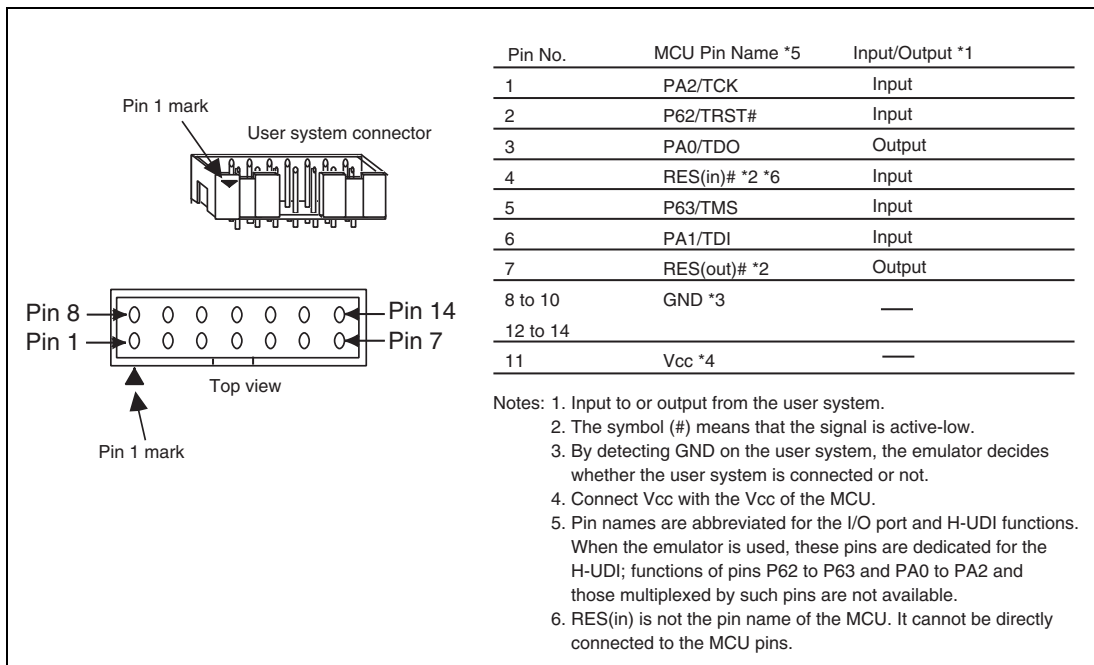 Pin 1 mark
User system connector
Pin 8
Pin 14
Pin 1
Pin 7
Top view
Pin 1 mark
Pin No. MCU Pin Name *5 Input/Output *1
1 PA2/TCK Input
2 P62/TRST# Input
3 PA0/TDO Output
4 RES(in)# *2 *6 Input
5 P63/TMS Input
6 PA1/TDI Input
7 RES(out)# *2 Output
8 to 10 GND *3 —
12 to 14
11 Vcc *4 —
Notes: 1. Input to or output from the user system.
2. The symbol (#) means that the signal is active-low.
3. By detecting GND on the user system, the emulator decides
whether the user system is connected or not.
4. Connect Vcc with the Vcc of the MCU.
5. Pin names are abbreviated for the I/O port and H-UDI functions.
When the emulator is used, these pins are dedicated for the
H-UDI; functions of pins P62 to P63 and PA0 to PA2 and
those multiplexed by such pins are not available.
6. RES(in) is not the pin name of the MCU. It cannot be directly
connected to the MCU pins.